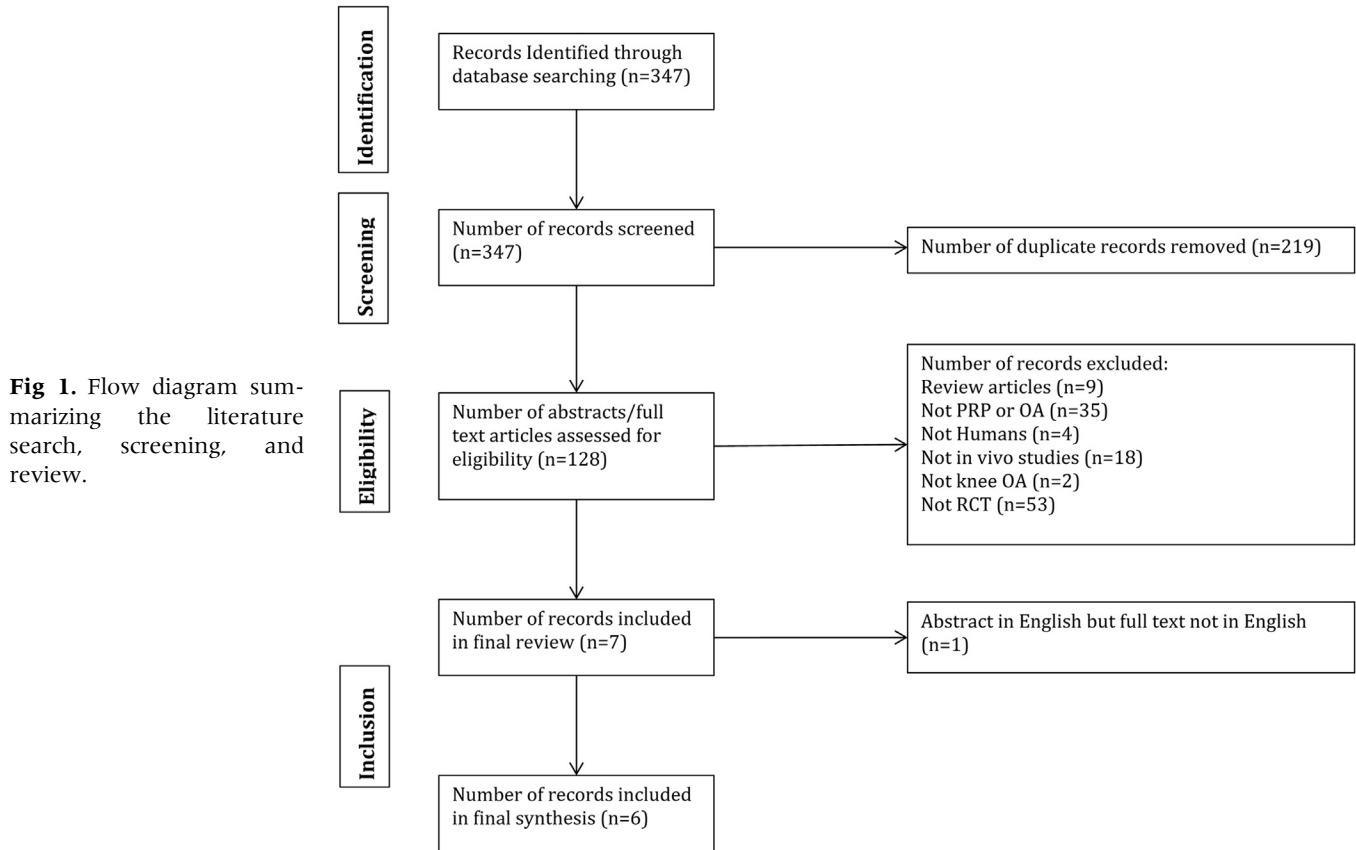 Identification
Records Identified through
database searching (n=347)
Screening
Number of records screened
(n=347)
Number of duplicate records removed (n=219)
Fig 1. Flow diagram sum-
marizing the literature
search, screening, and
review.
Eligibility
Number of abstracts/full
text articles assessed for
eligibility (n=128)
Number of records excluded:
Review articles (n=9)
Not PRP or OA (n=35)
Not Humans (n=4)
Not in vivo studies (n=18)
Not knee OA (n=2)
Not RCT (n=53)
Number of records included
in final review (n=7)
Abstract in English but full text not in English
(n=1)
Inclusion
Number of records included
in final synthesis (n=6)